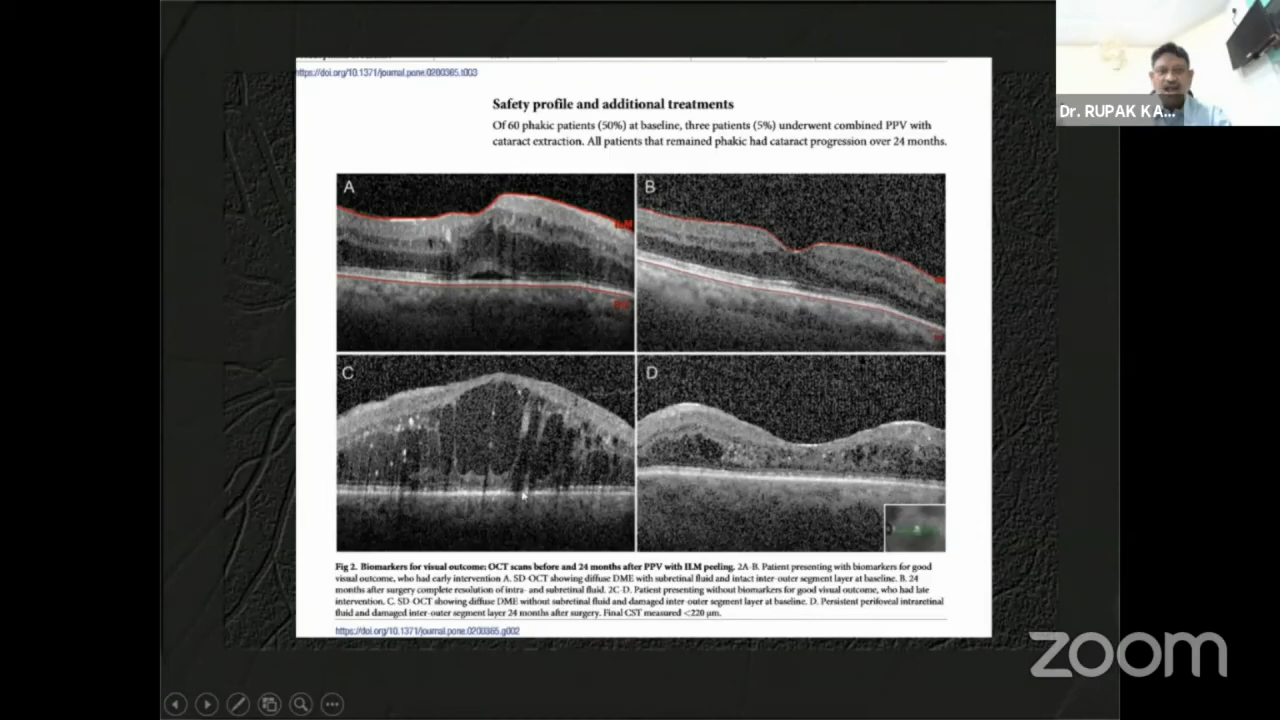 https://doi.org/10.1371/journal.pone.0200365.t003
Safety profile and additional treatments
Of 60 phakic patients (50%) at baseline, three patients (5%) underwent combined PPV with
cataract extraction. All patients that remained phakic had cataract progression over 24 months.
A
B
C
D
Fig 2. Biomarkers for visual outcome: OCT scans before and 24 months after PPV with ILM peeling. 2A-B. Patient presenting with biomarkers for good
visual outcome, who had early intervention A. SD-OCT showing diffuse DME with subretinal fluid and intact inter-outer segment layer at baseline. B. 24
months after surgery complete resolution of intra- and subretinal fluid. 2C-D. Patient presenting without biomarkers for good visual outcome, who had late
intervention. C. SD-OCT showing diffuse DME without subretinal fluid and damaged inter-outer segment layer at baseline. D. Persistent perifoveal intraretinal
fluid and damaged inter-outer segment layer 24 months after surgery. Final CST measured <220 μm.
https://doi.org/10.1371/journal.pone.0200365.g002
Dr. RUPAK KA...
zoom